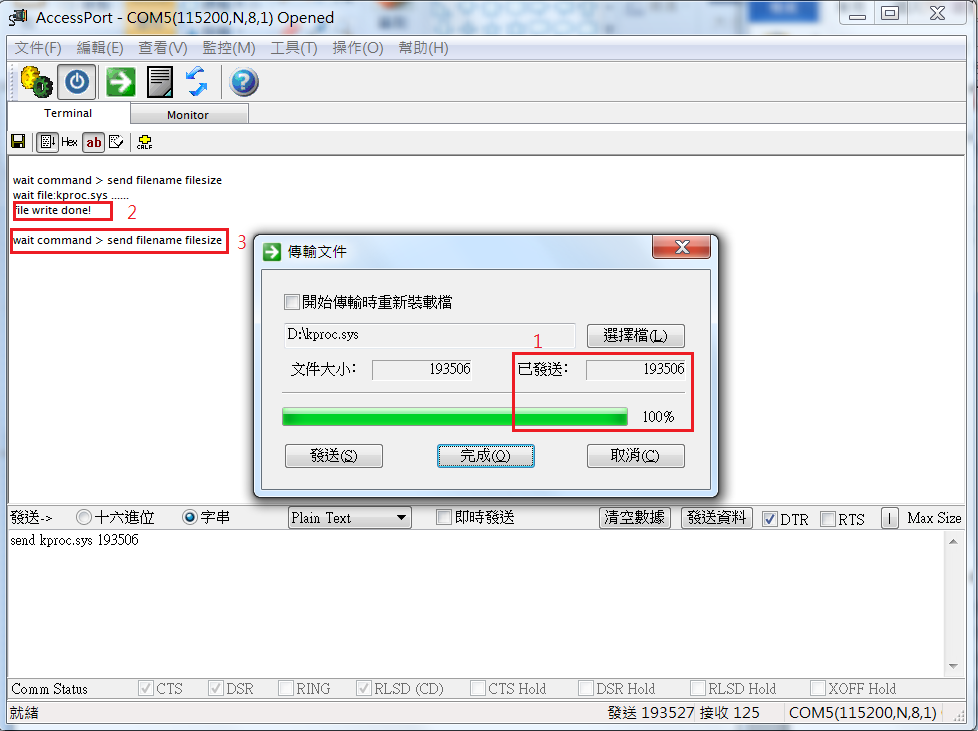 AccessPort - COM5(115200,N,8,1) Opened
文件(F) 編輯(E) 查看(V) 監控(M) 工具(T) 操作(O) 幫助(H)
Terminal Monitor
Hex ab CRLF
wait command > send filename filesize
wait file:kproc.sys ......
file write done! 2
wait command > send filename filesize 3
傳輸文件
開始傳輸時重新裝載檔
D:\kproc.sys 選擇檔(L)
1
文件大小: 193506 已發送: 193506
100%
發送(S) 完成(O) 取消(C)
發送-> 十六進位 字串 Plain Text 即時發送 清空數據 發送資料 DTR RTS | Max Size
send kproc.sys 193506
Comm Status CTS DSR RING RLSD (CD) CTS Hold DSR Hold RLSD Hold XOFF Hold
就緒 發送 193527 接收 125 COM5(115200,N,8,1)